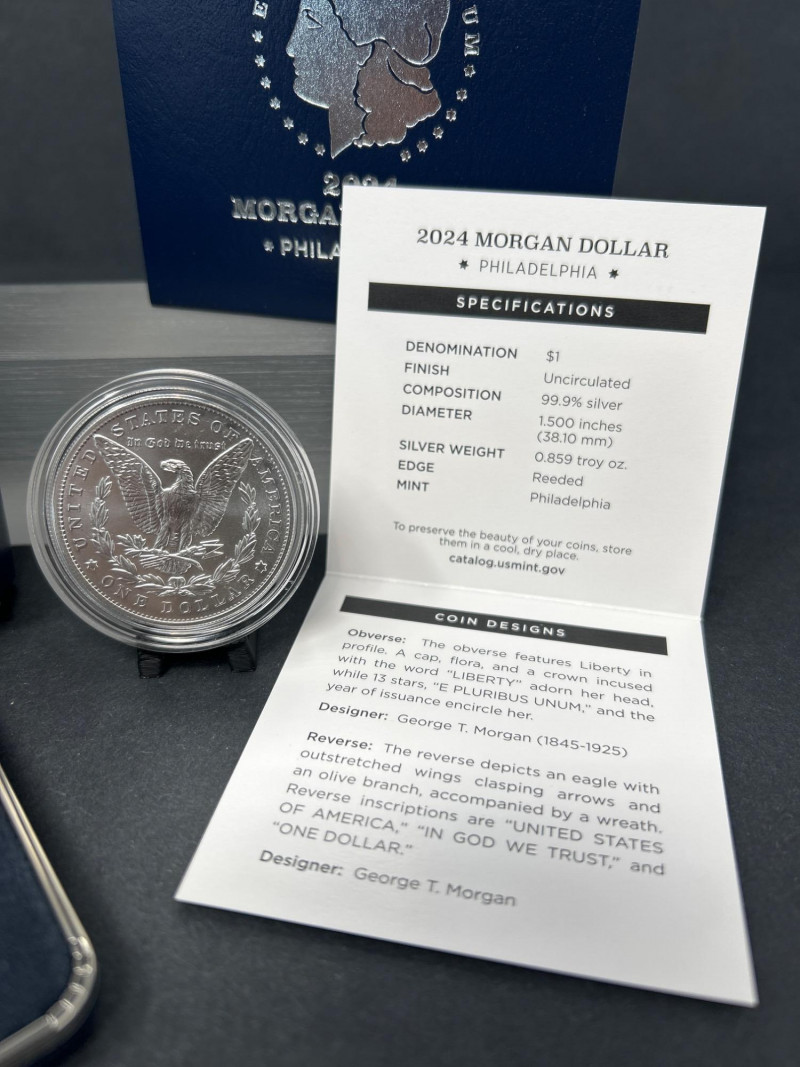 E
UM
2024
MORGA
PHILA
UNITED STATES OF AMERICA
In God we trust
ONE DOLLAR
2024 MORGAN DOLLAR
PHILADELPHIA
SPECIFICATIONS
DENOMINATION $1
FINISH Uncirculated
COMPOSITION 99.9% silver
DIAMETER 1.500 inches
(38.10 mm)
SILVER WEIGHT 0.859 troy oz.
EDGE Reeded
MINT Philadelphia
To preserve the beauty of your coins, store
them in a cool, dry place.
catalog.usmint.gov
COIN DESIGNS
Obverse: The obverse features Liberty in
profile. A cap, flora, and a crown incused
with the word "LIBERTY" adorn her head,
while 13 stars, "E PLURIBUS UNUM," and the
year of issuance encircle her.
Designer: George T. Morgan (1845-1925)
Reverse: The reverse depicts an eagle with
outstretched wings clasping arrows and
an olive branch, accompanied by a wreath.
Reverse inscriptions are "UNITED STATES
OF AMERICA," "IN GOD WE TRUST," and
"ONE DOLLAR."
Designer: George T. Morgan